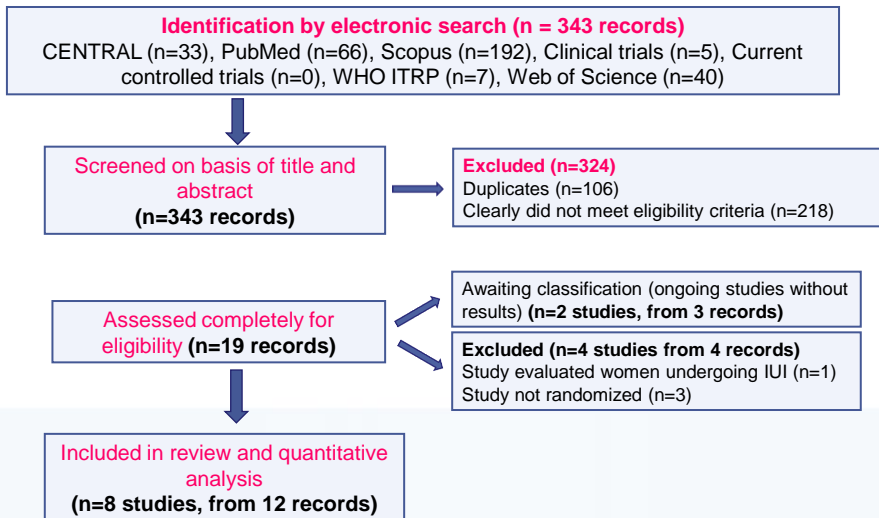 Identification by electronic search (n = 343 records)
CENTRAL (n=33), PubMed (n=66), Scopus (n=192), Clinical trials (n=5), Current
controlled trials (n=0), WHO ITRP (n=7), Web of Science (n=40)
Screened on basis of title and
abstract
(n=343 records)
Excluded (n=324)
Duplicates (n=106)
Clearly did not meet eligibility criteria (n=218)
Assessed completely for
eligibility (n=19 records)
Awaiting classification (ongoing studies without
results) (n=2 studies, from 3 records)
Excluded (n=4 studies from 4 records)
Study evaluated women undergoing IUI (n=1)
Study not randomized (n=3)
Included in review and quantitative
analysis
(n=8 studies, from 12 records)